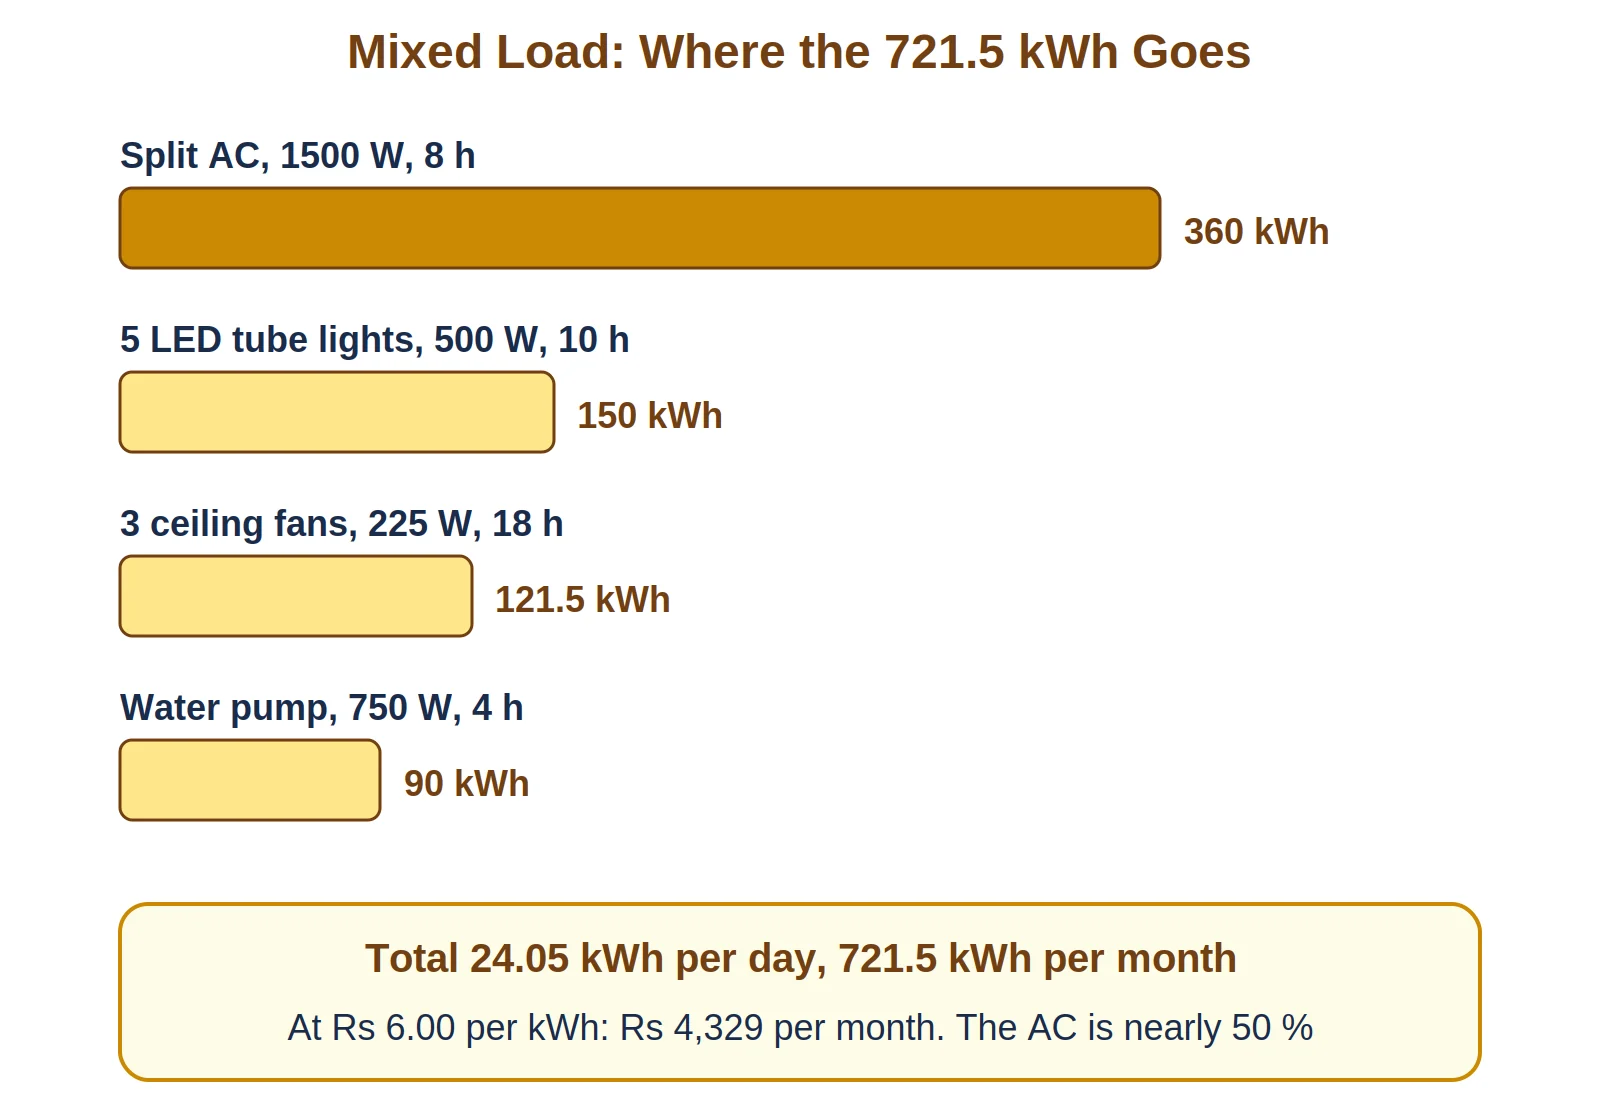 Mixed Load: Where the 721.5 kWh Goes
Split AC, 1500 W, 8 h
360 kWh
5 LED tube lights, 500 W, 10 h
150 kWh
3 ceiling fans, 225 W, 18 h
121.5 kWh
Water pump, 750 W, 4 h
90 kWh
Total 24.05 kWh per day, 721.5 kWh per month
At Rs 6.00 per kWh: Rs 4,329 per month. The AC is nearly 50 %